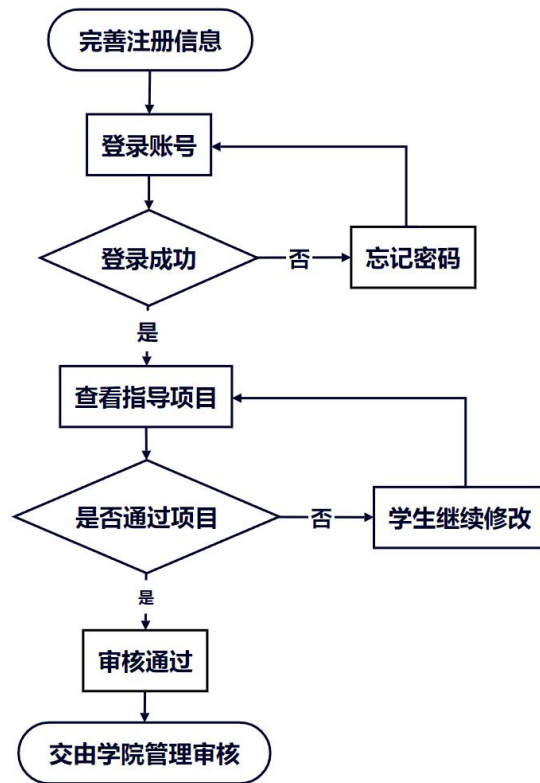 完善注册信息
登录账号
登录成功
否
忘记密码
是
查看指导项目
是否通过项目
否
学生继续修改
是
审核通过
交由学院管理审核